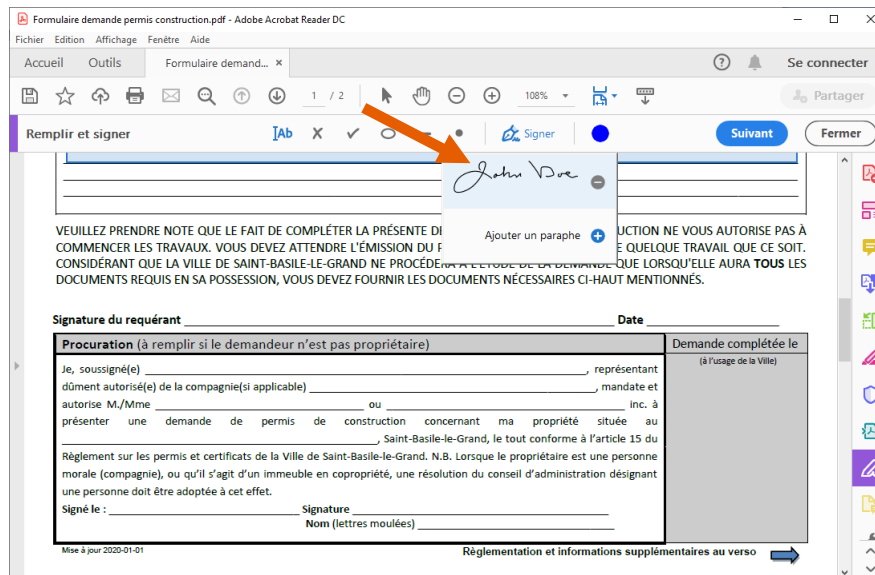 Formulaire demande permis construction.pdf - Adobe Acrobat Reader DC
Fichier Edition Affichage Fenêtre Aide
Accueil Outils Formulaire demand... × Se connecter
1 / 2 108% Partager
Remplir et signer Ab Signer Suivant Fermer
John Doe
Ajouter un paraphe
VEUILLEZ PRENDRE NOTE QUE LE FAIT DE COMPLÉTER LA PRÉSENTE DE UCTION NE VOUS AUTORISE PAS À
COMMENCER LES TRAVAUX. VOUS DEVEZ ATTENDRE L'ÉMISSION DU P E QUELQUE TRAVAIL QUE CE SOIT.
CONSIDÉRANT QUE LA VILLE DE SAINT-BASILE-LE-GRAND NE PROCÉDERA À L'ÉTUDE DE LA DEMANDE QUE LORSQU'ELLE AURA TOUS LES
DOCUMENTS REQUIS EN SA POSSESSION, VOUS DEVEZ FOURNIR LES DOCUMENTS NÉCESSAIRES CI-HAUT MENTIONNÉS.
Signature du requérant Date
Procuration (à remplir si le demandeur n'est pas propriétaire) Demande complétée le
(à l'usage de la Ville)
Je, soussigné(e) , représentant
dûment autorisé(e) de la compagnie(si applicable) , mandate et
autorise M./Mme ou inc. à
présenter une demande de permis de construction concernant ma propriété située au
, Saint-Basile-le-Grand, le tout conforme à l'article 15 du
Règlement sur les permis et certificats de la Ville de Saint-Basile-le-Grand. N.B. Lorsque le propriétaire est une personne
morale (compagnie), ou qu'il s'agit d'un immeuble en copropriété, une résolution du conseil d'administration désignant
une personne doit être adoptée à cet effet.
Signé le : Signature
Nom (lettres moulées)
Mise à jour 2020-01-01 Règlementation et informations supplémentaires au verso